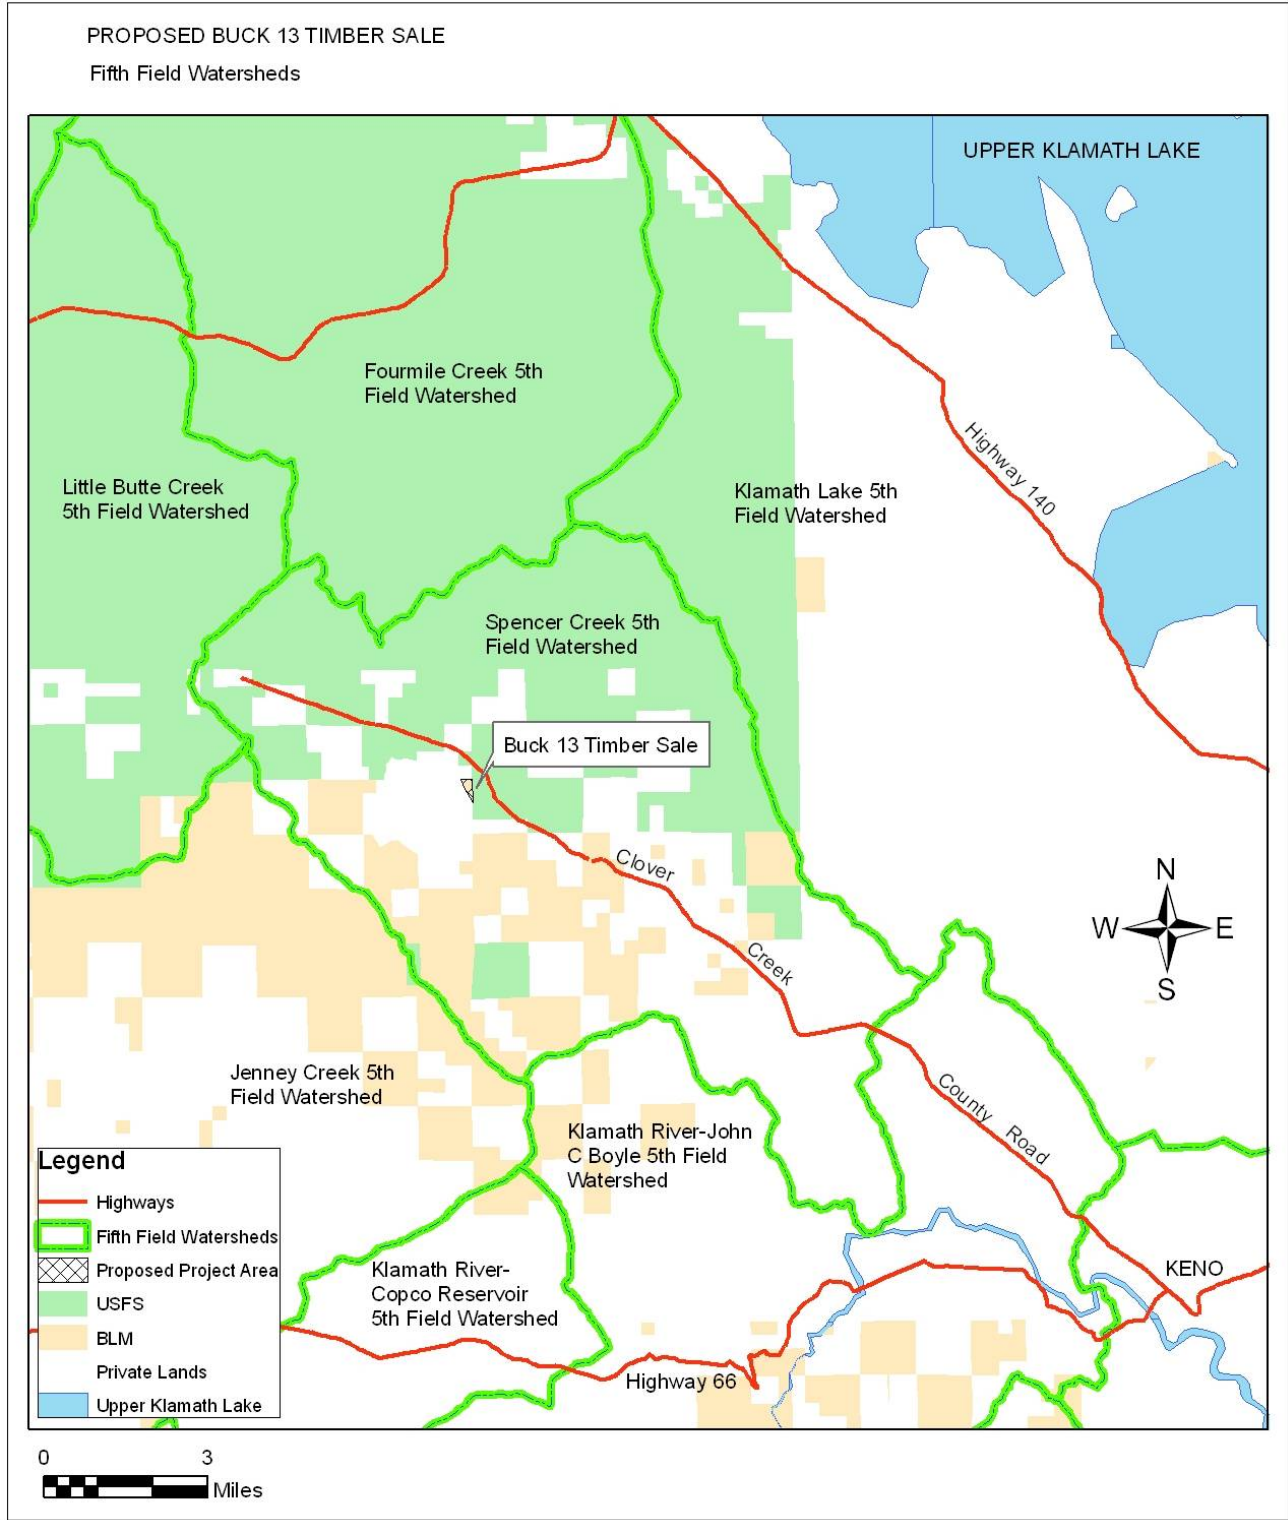 PROPOSED BUCK 13 TIMBER SALE
Fifth Field Watersheds
UPPER KLAMATH LAKE
Fourmile Creek 5th
Field Watershed
Highway 140
Little Butte Creek
5th Field Watershed
Klamath Lake 5th
Field Watershed
Spencer Creek 5th
Field Watershed
Buck 13 Timber Sale
Clover
Creek
County
Road
N
W
E
S
Jenney Creek 5th
Field Watershed
Klamath River-John
C Boyle 5th Field
Watershed
Klamath River-
Copco Reservoir
5th Field Watershed
KENO
Highway 66
Legend
Highways
Fifth Field Watersheds
Proposed Project Area
USFS
BLM
Private Lands
Upper Klamath Lake
0
3
Miles